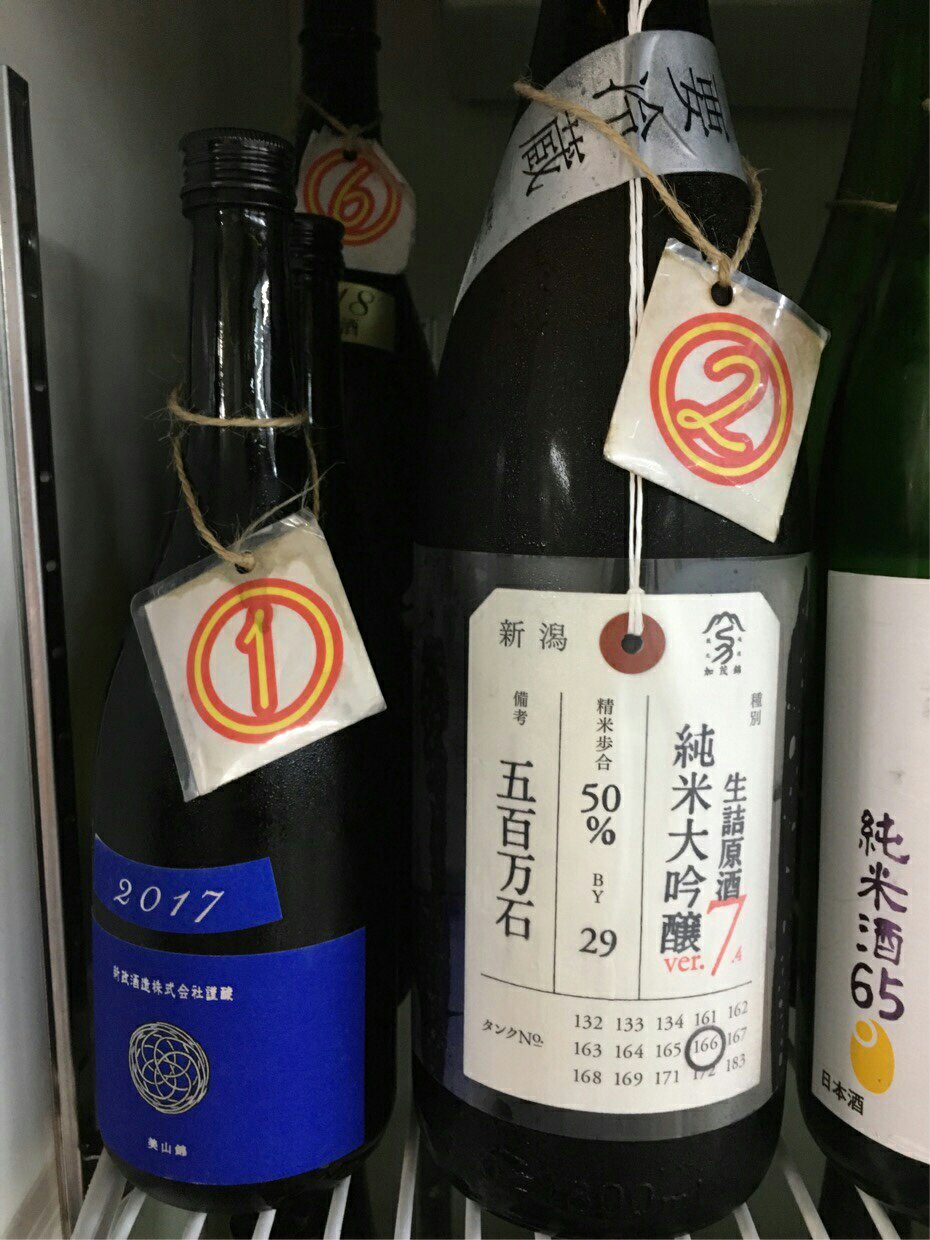 ①
2017
新政酒造株式会社謹醸
美山錦
⑥
18
酒
要冷蔵
②
新潟
加茂錦
種別
生詰原酒
純米大吟醸
ver.7.4
精米歩合
50%
BY
29
備考
五百万石
タンクNo.
132 133 134 161 162
163 164 165 166 167
168 169 171 172 183
純米酒65
日本酒